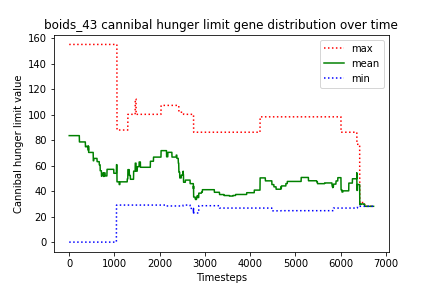 boids_43 cannibal hunger limit gene distribution over time
160
140
120
100
80
60
40
20
0
Cannibal hunger limit value
max
mean
min
0 1000 2000 3000 4000 5000 6000 7000
Timesteps